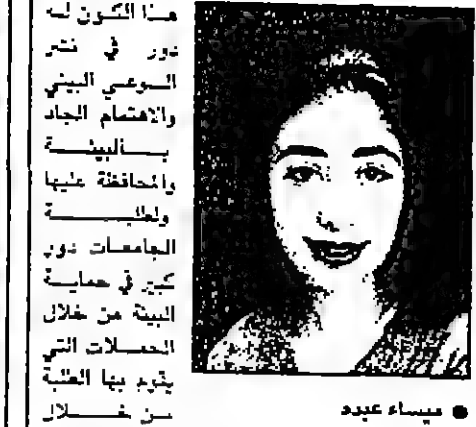 هذا الكون له
دور في نشر
الوعي البيئي
والاهتمام الجاد
بالبيئة
والمحافظة عليها
ولطلبة
الجامعات دور
كبير في حماية
البيئة من خلال
الحملات التي
يقوم بها الطلبة
من خلال
● ميساء عبده